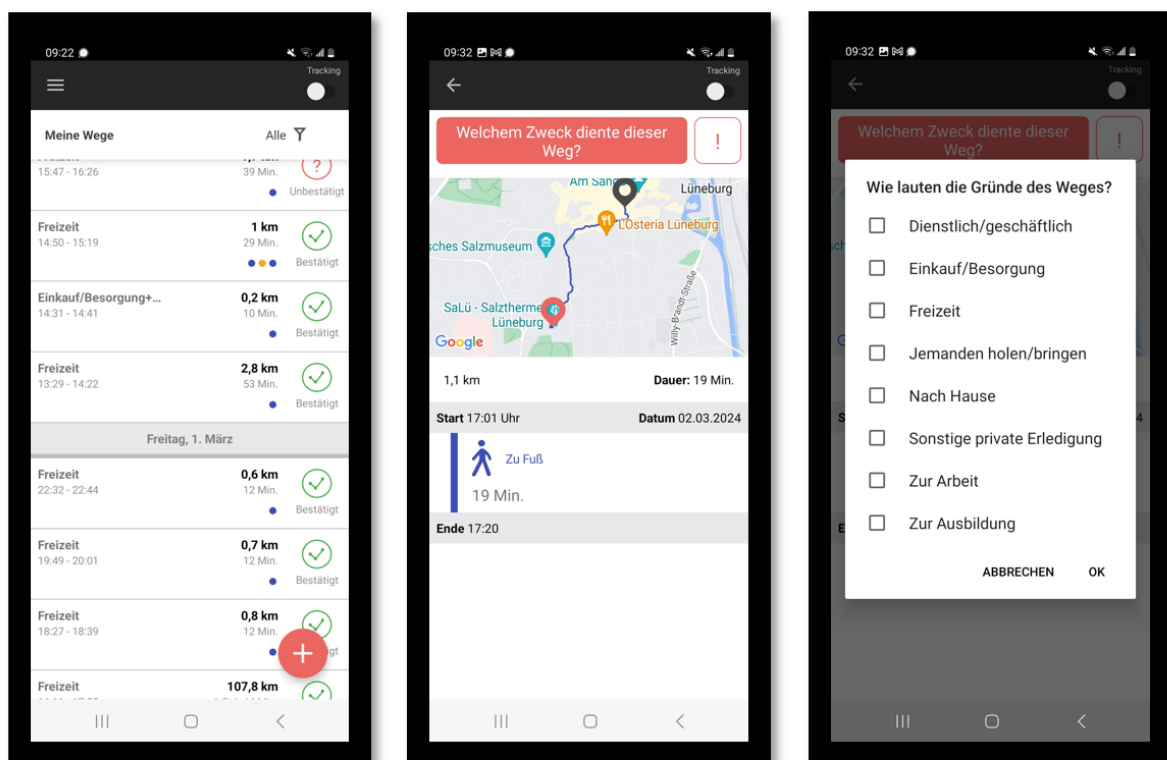 09:22
Tracking
Meine Wege
Alle
15:47 - 16:26
39 Min.
Unbestätigt
Freizeit
1 km
14:50 - 15:19
29 Min.
Bestätigt
Einkauf/Besorgung+...
0,2 km
14:31 - 14:41
10 Min.
Bestätigt
Freizeit
2,8 km
13:29 - 14:22
53 Min.
Bestätigt
Freitag, 1. März
Freizeit
0,6 km
22:32 - 22:44
12 Min.
Bestätigt
Freizeit
0,7 km
19:49 - 20:01
12 Min.
Bestätigt
Freizeit
0,8 km
18:27 - 18:39
12 Min.
Freizeit
107,8 km
09:32
Tracking
Welchem Zweck diente dieser
Weg?
!
Am
Lüneburg
L'Osteria Lüneburg
Salzmuseum
SaLü - Salztherme
Lüneburg
Willy-Brandt-Straße
Google
1,1 km
Dauer: 19 Min.
Start 17:01 Uhr
Datum 02.03.2024
Zu Fuß
19 Min.
Ende 17:20
09:32
Tracking
Welchem Zweck diente dieser
Weg?
!
Wie lauten die Gründe des Weges?
Dienstlich/geschäftlich
Einkauf/Besorgung
Freizeit
Jemanden holen/bringen
Nach Hause
Sonstige private Erledigung
Zur Arbeit
Zur Ausbildung
ABBRECHEN
OK